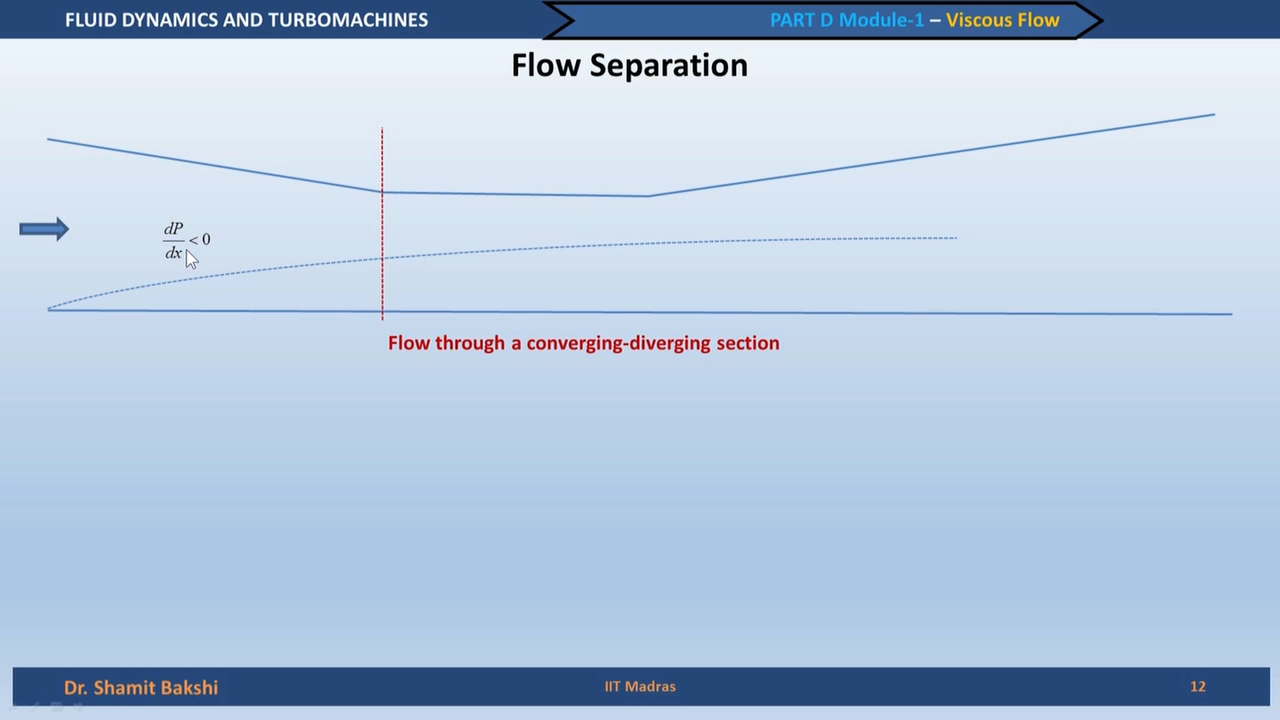 FLUID DYNAMICS AND TURBOMACHINES
PART D Module-1 – Viscous Flow
Flow Separation
dP
dx
< 0
Flow through a converging-diverging section
Dr. Shamit Bakshi
IIT Madras
12